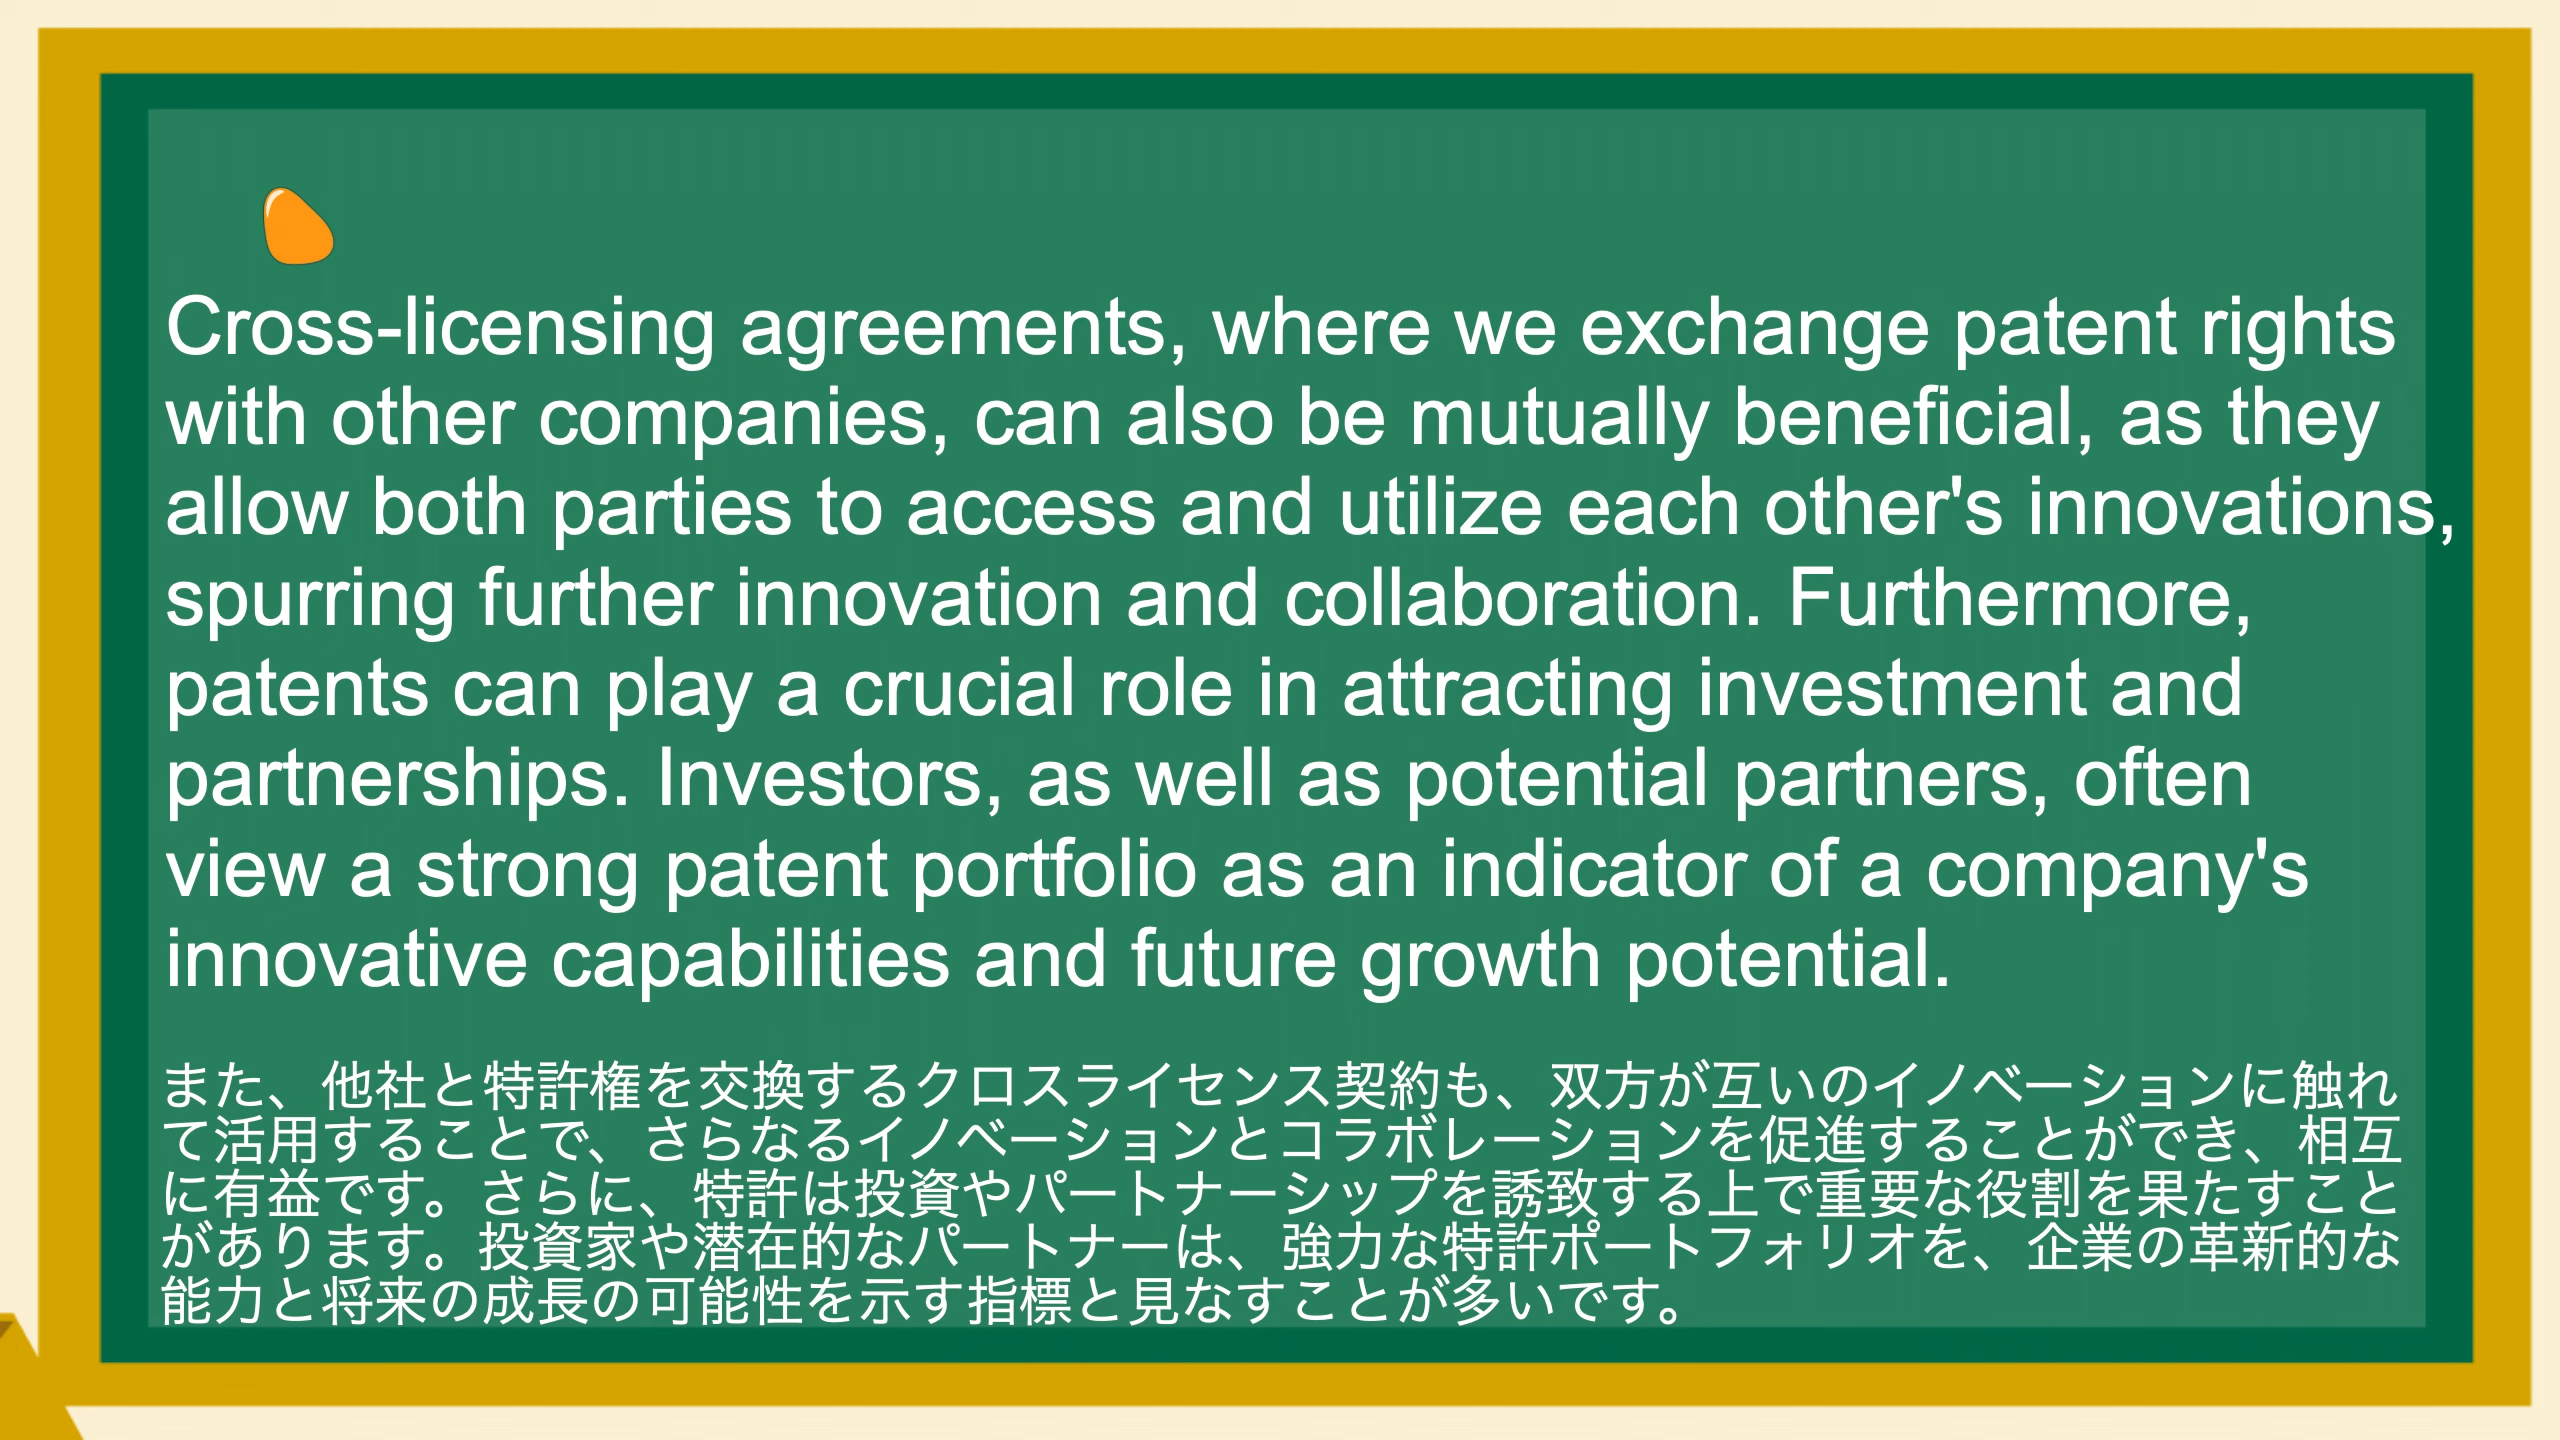 Cross-licensing agreements, where we exchange patent rights
with other companies, can also be mutually beneficial, as they
allow both parties to access and utilize each other's innovations,
spurring further innovation and collaboration. Furthermore,
patents can play a crucial role in attracting investment and
partnerships. Investors, as well as potential partners, often
view a strong patent portfolio as an indicator of a company's
innovative capabilities and future growth potential.
また、他社と特許権を交換するクロスライセンス契約も、双方が互いのイノベーションに触れ
て活用することで、さらなるイノベーションとコラボレーションを促進することができ、相互
に有益です。さらに、特許は投資やパートナーシップを誘致する上で重要な役割を果たすこと
があります。投資家や潜在的なパートナーは、強力な特許ポートフォリオを、企業の革新的な
能力と将来の成長の可能性を示す指標と見なすことが多いです。